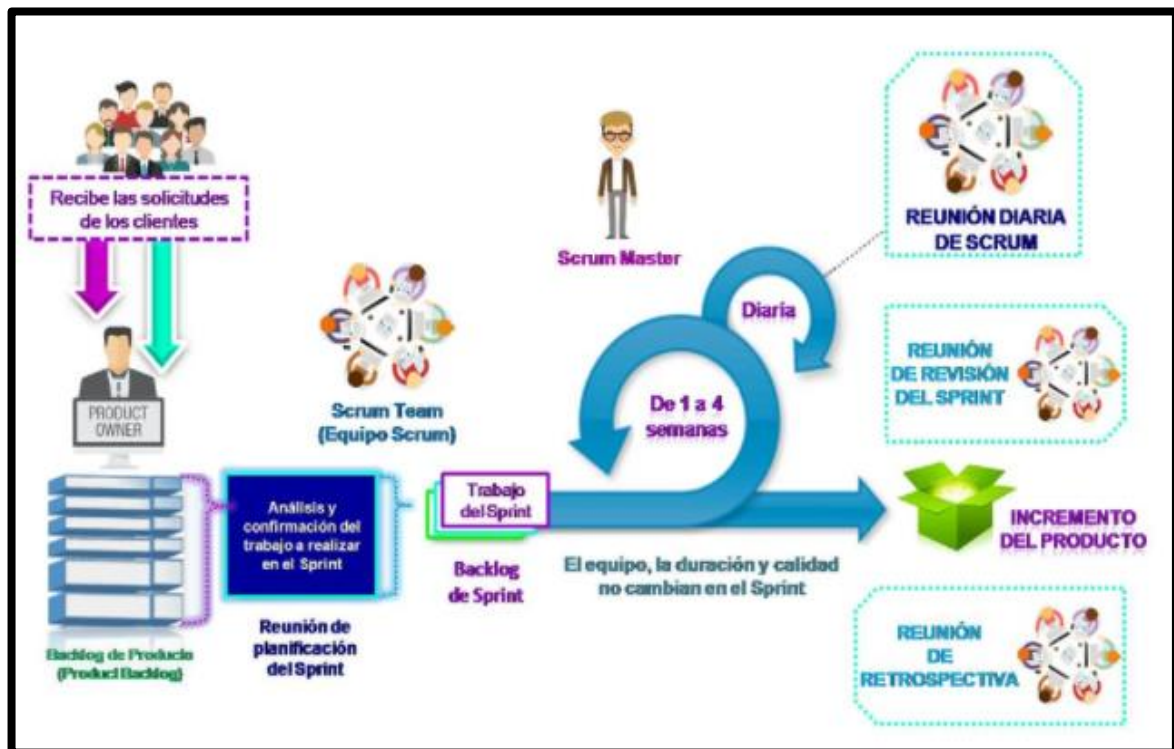 Recibe las solicitudes
de los clientes
PRODUCT
OWNER
Backlog de Producto
(Product Backlog)
Scrum Team
(Equipo Scrum)
Análisis y
confirmación del
trabajo a realizar
en el Sprint
Reunión de
planificación
del Sprint
Trabajo
del Sprint
Backlog
de Sprint
Scrum Master
Diaria
De 1 a 4
semanas
El equipo, la duración y calidad
no cambian en el Sprint
REUNIÓN DIARIA
DE SCRUM
REUNIÓN
DE REVISIÓN
DEL SPRINT
INCREMENTO
DEL PRODUCTO
REUNIÓN
DE
RETROSPECTIVA